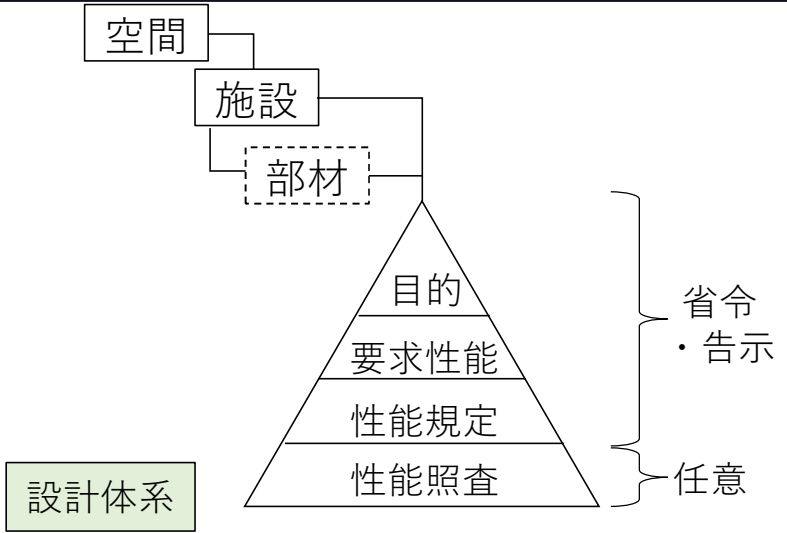 空間
施設
部材
目的
要求性能
性能規定
性能照査
省令
・告示
任意
設計体系